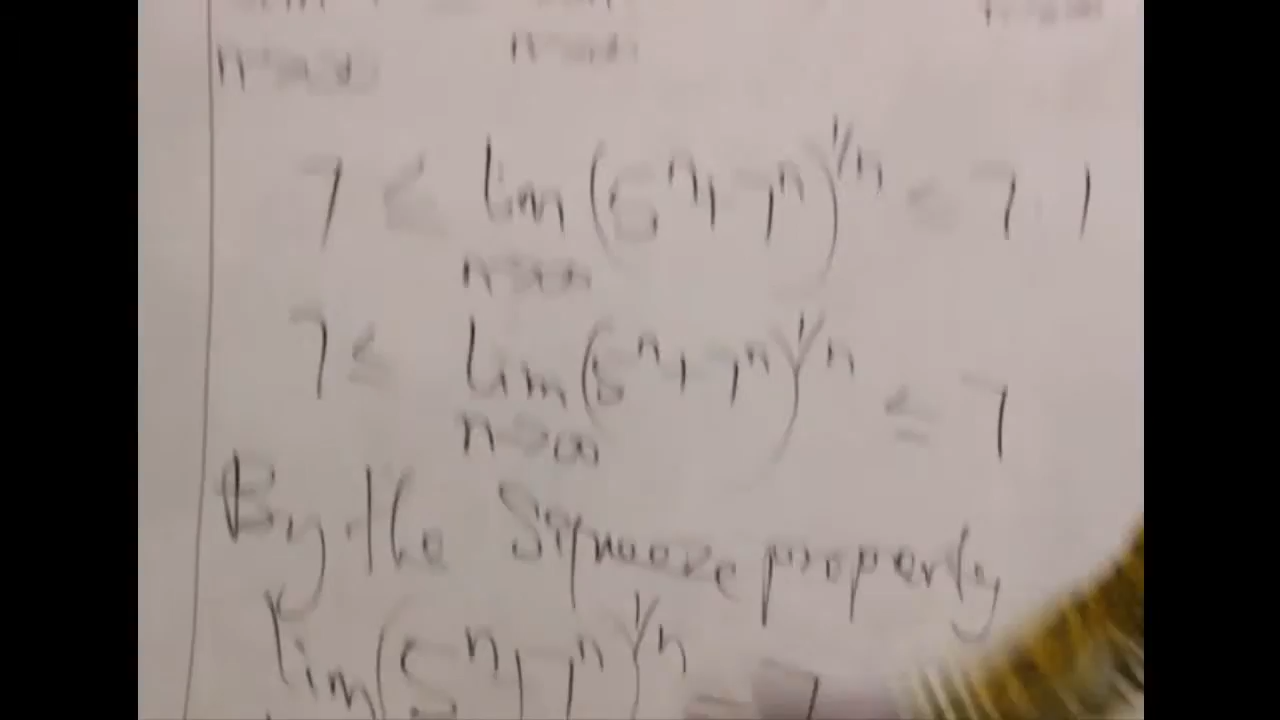 n→∞ n→∞
7 ≤ lim (5ⁿ+7ⁿ)^1/n ≤ 7.1
n→∞
7 ≤ lim (5ⁿ+7ⁿ)^1/n ≤ 7
n→∞
By the Squeeze property
lim (5ⁿ+7ⁿ)^1/n = 7